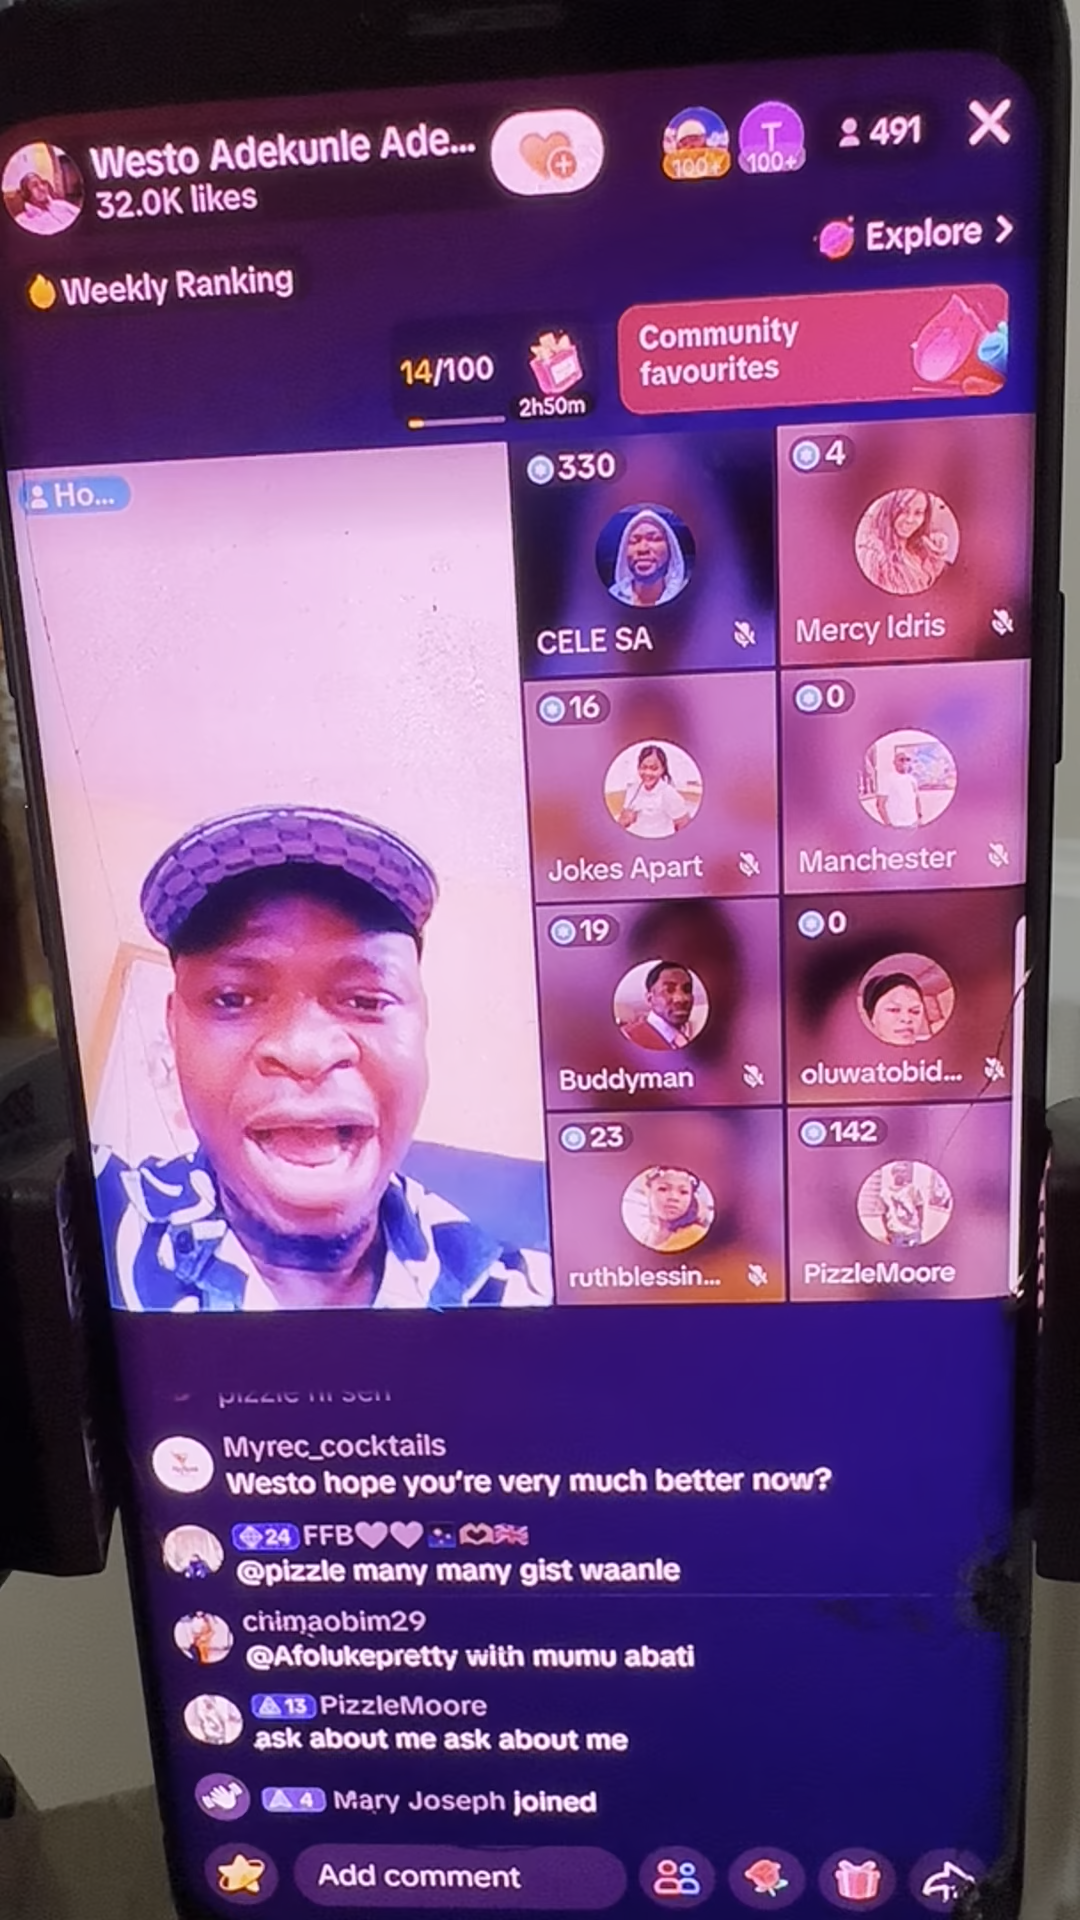 Westo Adekunle Ade...
32.0K likes
100+
T
100+
491
Explore >
Weekly Ranking
14/100
2h50m
Community
favourites
Ho...
330
CELE SA
4
Mercy Idris
16
Jokes Apart
0
Manchester
19
Buddyman
0
oluwatobid...
23
ruthblessin...
142
PizzleMoore
Myrec_cocktails
Westo hope you're very much better now?
24 FFB💜💜🫶🇬🇧
@pizzle many many gist waanle
chimaobim29
@Afolukepretty with mumu abati
13 PizzleMoore
ask about me ask about me
4 Mary Joseph joined
Add comment